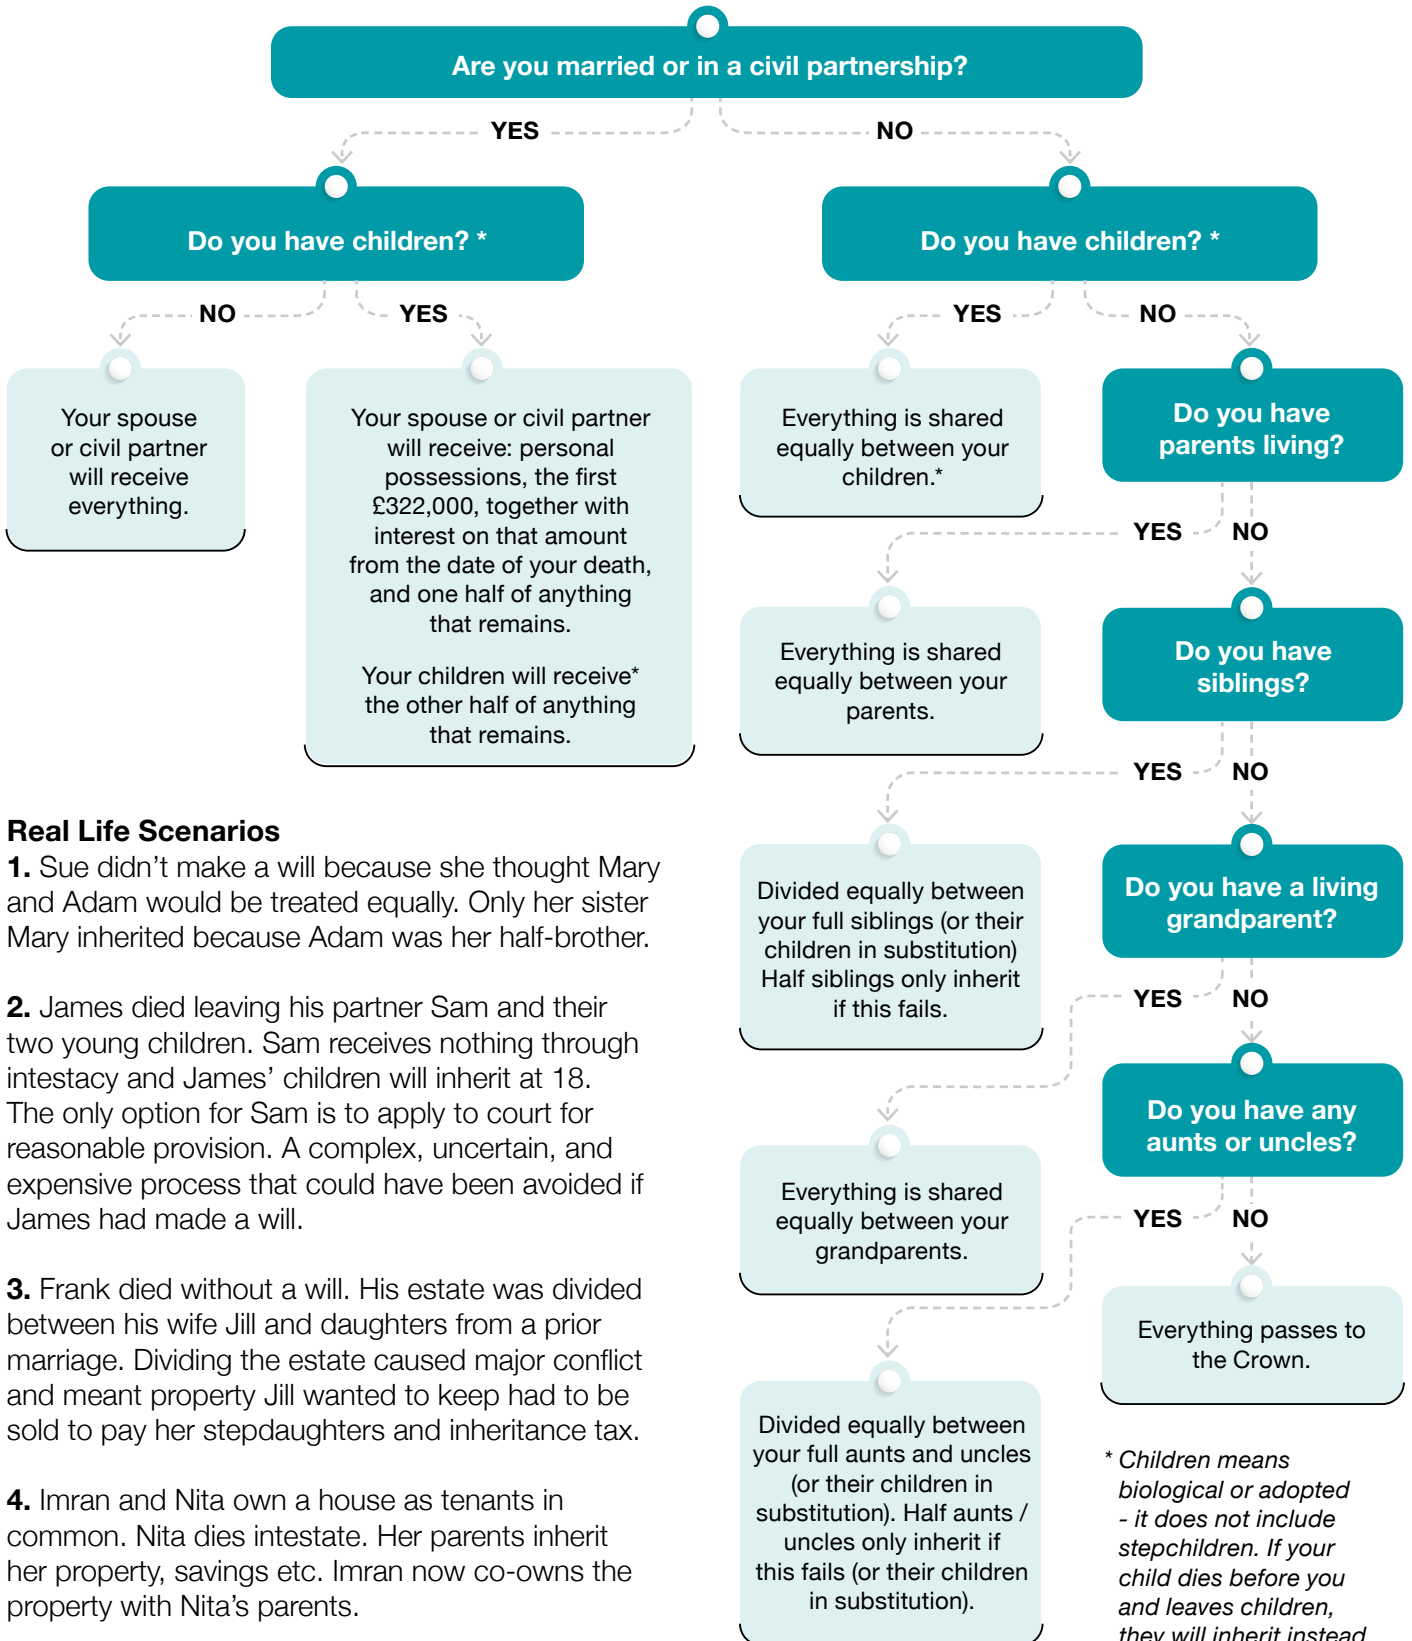 Are you married or in a civil partnership?
YES
NO
Do you have children? *
Do you have children? *
NO
YES
YES
NO
Your spouse
or civil partner
will receive
everything.
Your spouse or civil partner
will receive: personal
possessions, the first
£322,000, together with
interest on that amount
from the date of your death,
and one half of anything
that remains.
Your children will receive*
the other half of anything
that remains.
Everything is shared
equally between your
children.*
Do you have
parents living?
YES
NO
Everything is shared
equally between your
parents.
Do you have
siblings?
YES
NO
Divided equally between
your full siblings (or their
children in substitution)
Half siblings only inherit
if this fails.
Do you have a living
grandparent?
YES
NO
Everything is shared
equally between your
grandparents.
Do you have any
aunts or uncles?
YES
NO
Divided equally between
your full aunts and uncles
(or their children in
substitution). Half aunts /
uncles only inherit if
this fails (or their children
in substitution).
Everything passes to
the Crown.
* Children means
biological or adopted
- it does not include
stepchildren. If your
child dies before you
and leaves children,
they will inherit instead
Real Life Scenarios
1. Sue didn't make a will because she thought Mary
and Adam would be treated equally. Only her sister
Mary inherited because Adam was her half-brother.
2. James died leaving his partner Sam and their
two young children. Sam receives nothing through
intestacy and James' children will inherit at 18.
The only option for Sam is to apply to court for
reasonable provision. A complex, uncertain, and
expensive process that could have been avoided if
James had made a will.
3. Frank died without a will. His estate was divided
between his wife Jill and daughters from a prior
marriage. Dividing the estate caused major conflict
and meant property Jill wanted to keep had to be
sold to pay her stepdaughters and inheritance tax.
4. Imran and Nita own a house as tenants in
common. Nita dies intestate. Her parents inherit
her property, savings etc. Imran now co-owns the
property with Nita's parents.